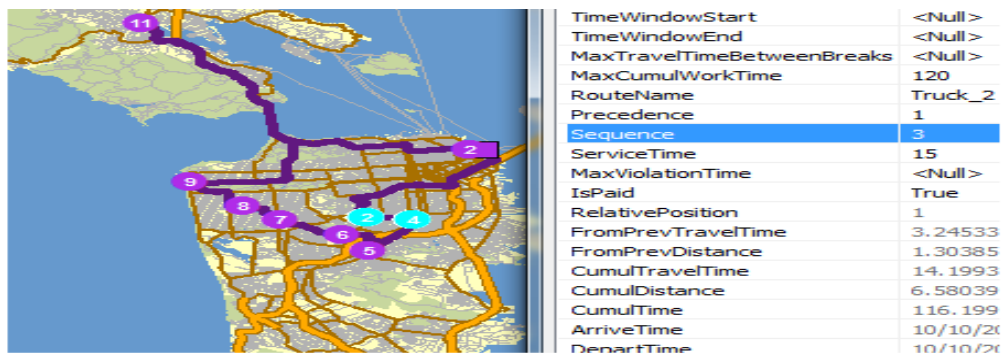 11
2
9
8
7
2
4
6
5
TimeWindowStart <Null>
TimeWindowEnd <Null>
MaxTravelTimeBetweenBreaks <Null>
MaxCumulWorkTime 120
RouteName Truck_2
Precedence 1
Sequence 3
ServiceTime 15
MaxViolationTime <Null>
IsPaid True
RelativePosition 1
FromPrevTravelTime 3.24533
FromPrevDistance 1.30385
CumulTravelTime 14.1993
CumulDistance 6.58039
CumulTime 116.199
ArriveTime 10/10/20
DepartTime 10/10/20